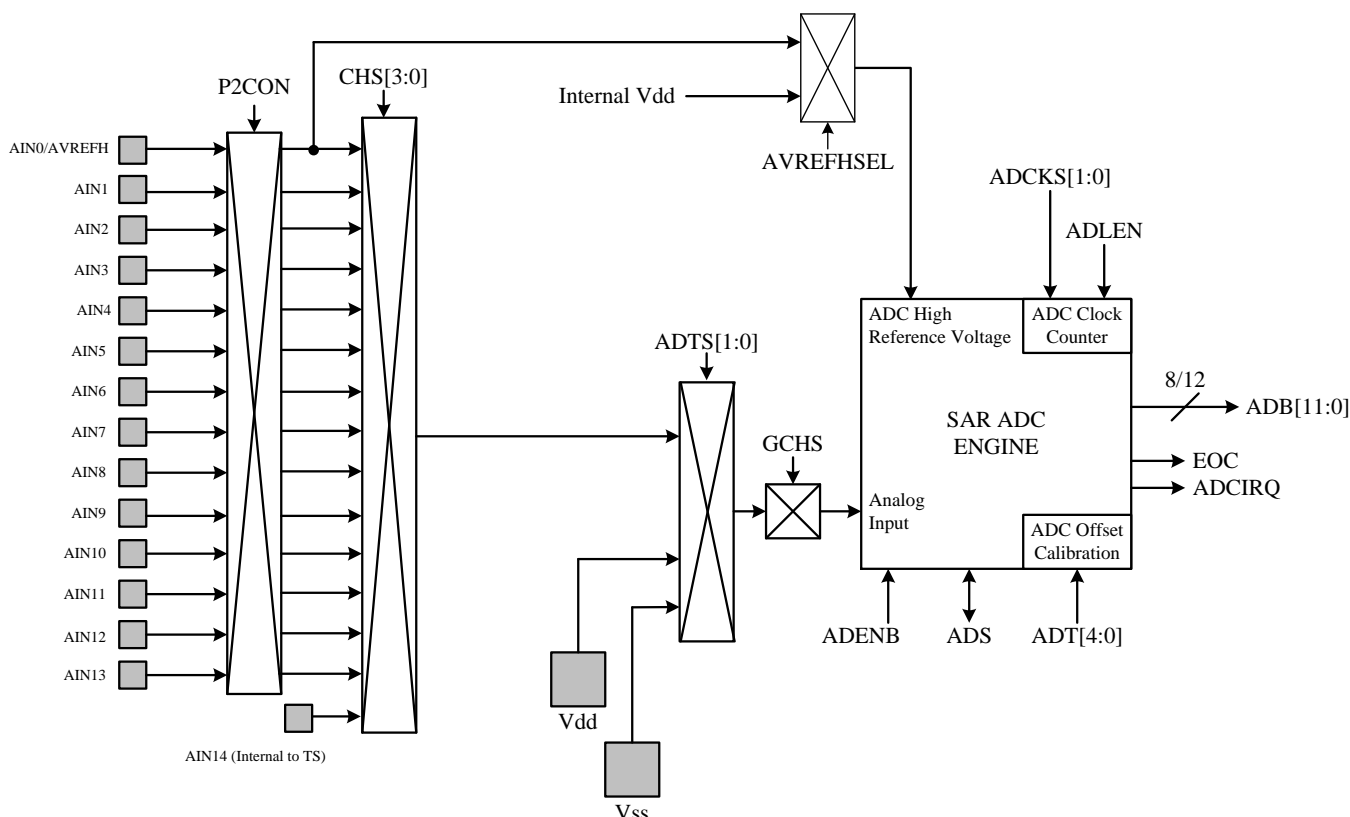 P2CON
CHS[3:0]
Internal Vdd
AVREFHSEL
ADCKS[1:0]
ADLEN
AIN0/AVREFH
AIN1
AIN2
AIN3
AIN4
AIN5
AIN6
AIN7
AIN8
AIN9
AIN10
AIN11
AIN12
AIN13
AIN14 (Internal to TS)
ADTS[1:0]
GCHS
Vdd
Vss
ADC High
Reference Voltage
ADC Clock
Counter
SAR ADC
ENGINE
Analog
Input
ADC Offset
Calibration
8/12
ADB[11:0]
EOC
ADCIRQ
ADENB
ADS
ADT[4:0]